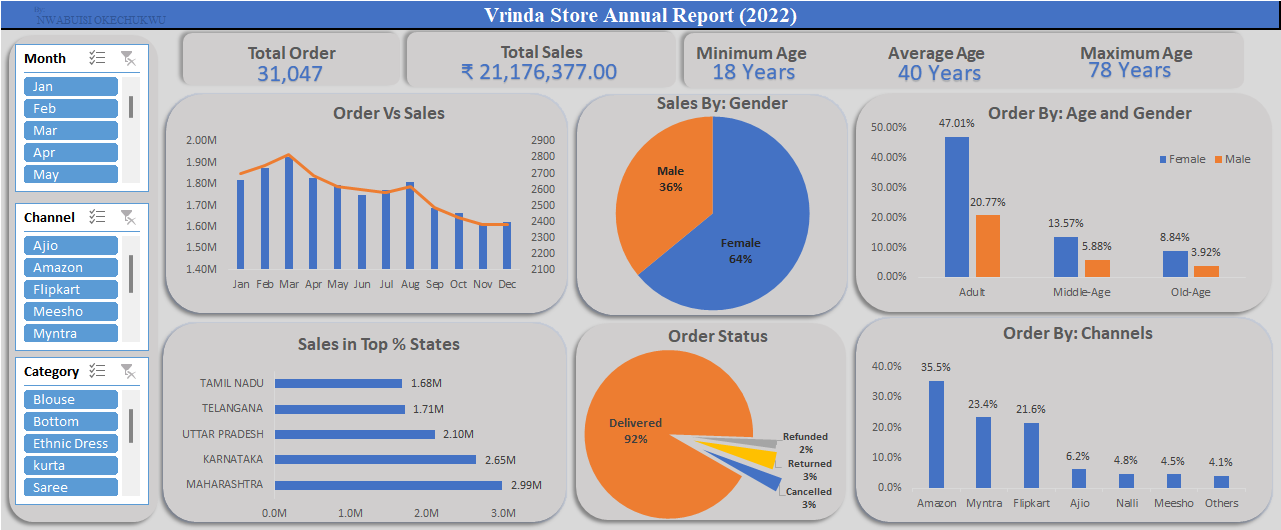 By:
NWABUISI OKECHUKWU
Vrinda Store Annual Report (2022)
Month
Jan
Feb
Mar
Apr
May
Channel
Ajio
Amazon
Flipkart
Meesho
Myntra
Category
Blouse
Bottom
Ethnic Dress
kurta
Saree
Total Order
31,047
Total Sales
₹ 21,176,377.00
Minimum Age
18 Years
Average Age
40 Years
Maximum Age
78 Years
Order Vs Sales
2.00M
1.90M
1.80M
1.70M
1.60M
1.50M
1.40M
2900
2800
2700
2600
2500
2400
2300
2200
2100
Jan Feb Mar Apr May Jun Jul Aug Sep Oct Nov Dec
Sales By: Gender
Male
36%
Female
64%
Order By: Age and Gender
50.00%
40.00%
30.00%
20.00%
10.00%
0.00%
47.01%
20.77%
13.57%
5.88%
8.84%
3.92%
Female Male
Adult Middle-Age Old-Age
Sales in Top % States
TAMIL NADU 1.68M
TELANGANA 1.71M
UTTAR PRADESH 2.10M
KARNATAKA 2.65M
MAHARASHTRA 2.99M
0.0M 1.0M 2.0M 3.0M
Order Status
Delivered
92%
Refunded
2%
Returned
3%
Cancelled
3%
Order By: Channels
40.0%
30.0%
20.0%
10.0%
0.0%
35.5%
23.4%
21.6%
6.2%
4.8%
4.5%
4.1%
Amazon Myntra Flipkart Ajio Nalli Meesho Others